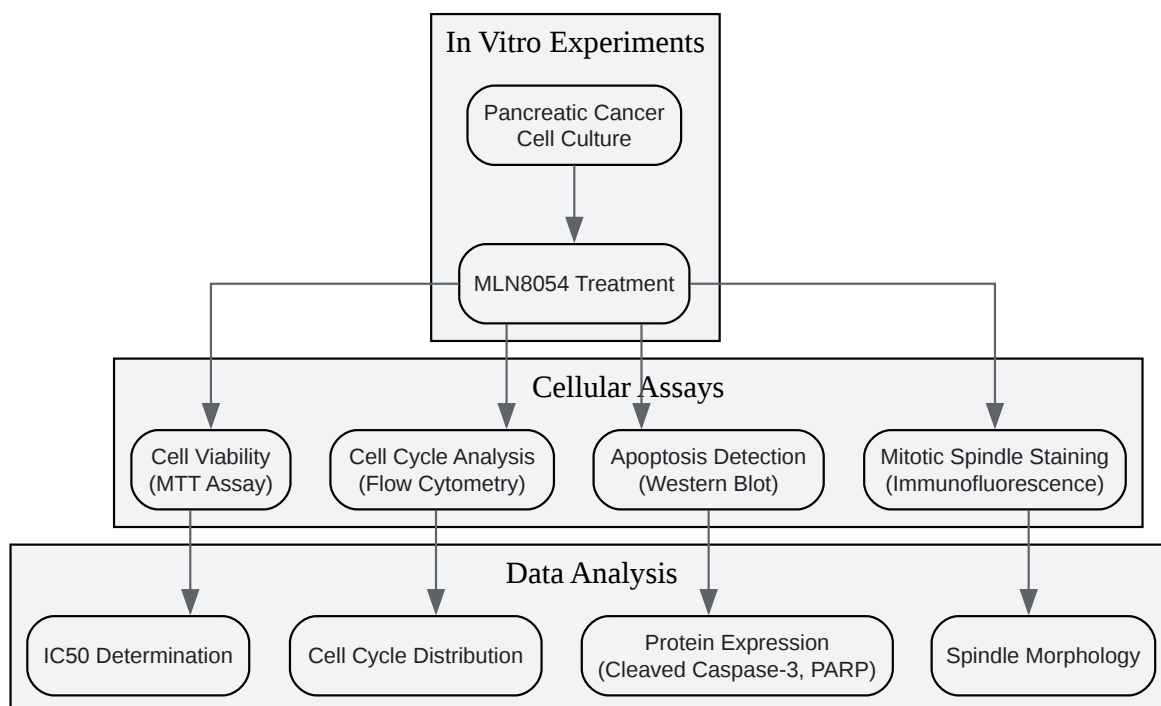 In Vitro Experiments
Pancreatic Cancer
Cell Culture
MLN8054 Treatment
Cellular Assays
Cell Viability
(MTT Assay)
Cell Cycle Analysis
(Flow Cytometry)
Apoptosis Detection
(Western Blot)
Mitotic Spindle Staining
(Immunofluorescence)
Data Analysis
IC50 Determination
Cell Cycle Distribution
Protein Expression
(Cleaved Caspase-3, PARP)
Spindle Morphology